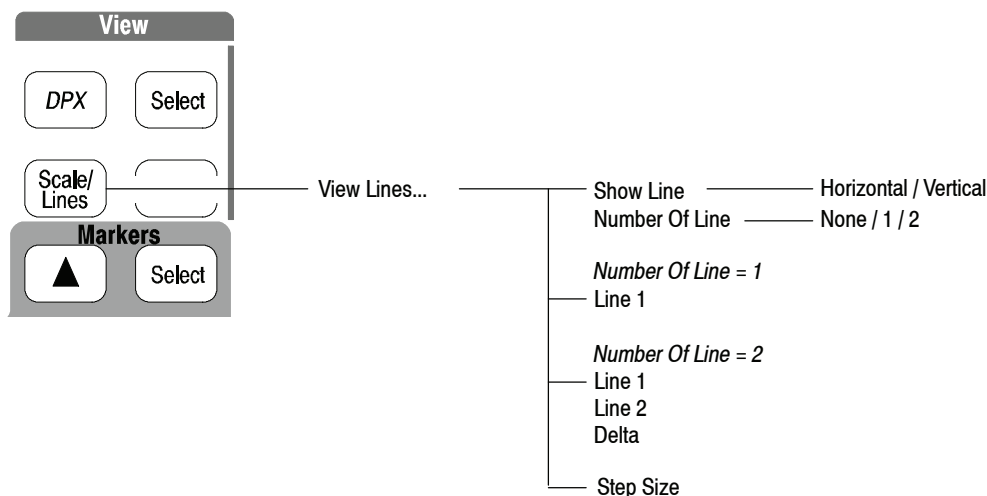 View
DPX Select
Scale/
Lines
View Lines... Show Line Horizontal / Vertical
Number Of Line None / 1 / 2
Markers
Select
Number Of Line = 1
Line 1
Number Of Line = 2
Line 1
Line 2
Delta
Step Size